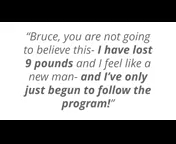 “Bruce, you are not going
to believe this- I have lost
9 pounds and I feel like a
new man- and I’ve only
just begun to follow the
program!”